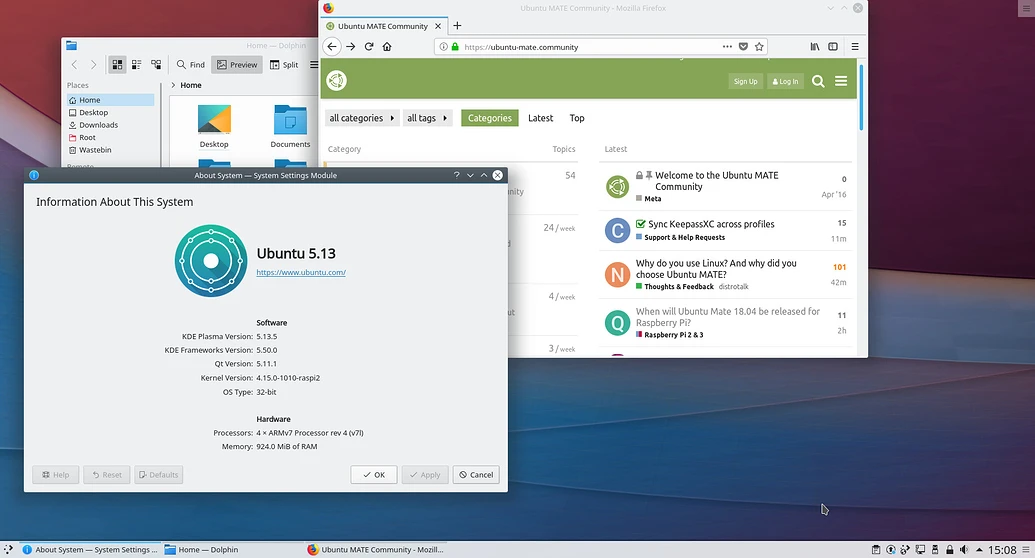 Ubuntu MATE Community - Mozilla Firefox
Ubuntu MATE Community
https://ubuntu-mate.community
Sign Up
Log In
all categories
all tags
Categories
Latest
Top
Category
Topics
Latest
54
nity
24 / week
4 / week
out
3 / week
Welcome to the Ubuntu MATE
Community
Meta
0
Apr '16
C
Sync KeepassXC across profiles
Support & Help Requests
15
11m
N
Why do you use Linux? And why did you
choose Ubuntu MATE?
Thoughts & Feedback distrotalk
101
42m
Q
When will Ubuntu Mate 18.04 be released for
Raspberry Pi?
Raspberry Pi 2 & 3
11
2h
Home — Dolphin
Find
Preview
Split
Places
Home
Desktop
Downloads
Root
Wastebin
Remote
Home
Desktop
Documents
About System — System Settings Module
Information About This System
Ubuntu 5.13
https://www.ubuntu.com/
Software
KDE Plasma Version: 5.13.5
KDE Frameworks Version: 5.50.0
Qt Version: 5.11.1
Kernel Version: 4.15.0-1010-raspi2
OS Type: 32-bit
Hardware
Processors: 4 × ARMv7 Processor rev 4 (v7l)
Memory: 924.0 MiB of RAM
Help
Reset
Defaults
OK
Apply
Cancel
About System — System Settings ...
Home — Dolphin
Ubuntu MATE Community - Mozill...
15:08